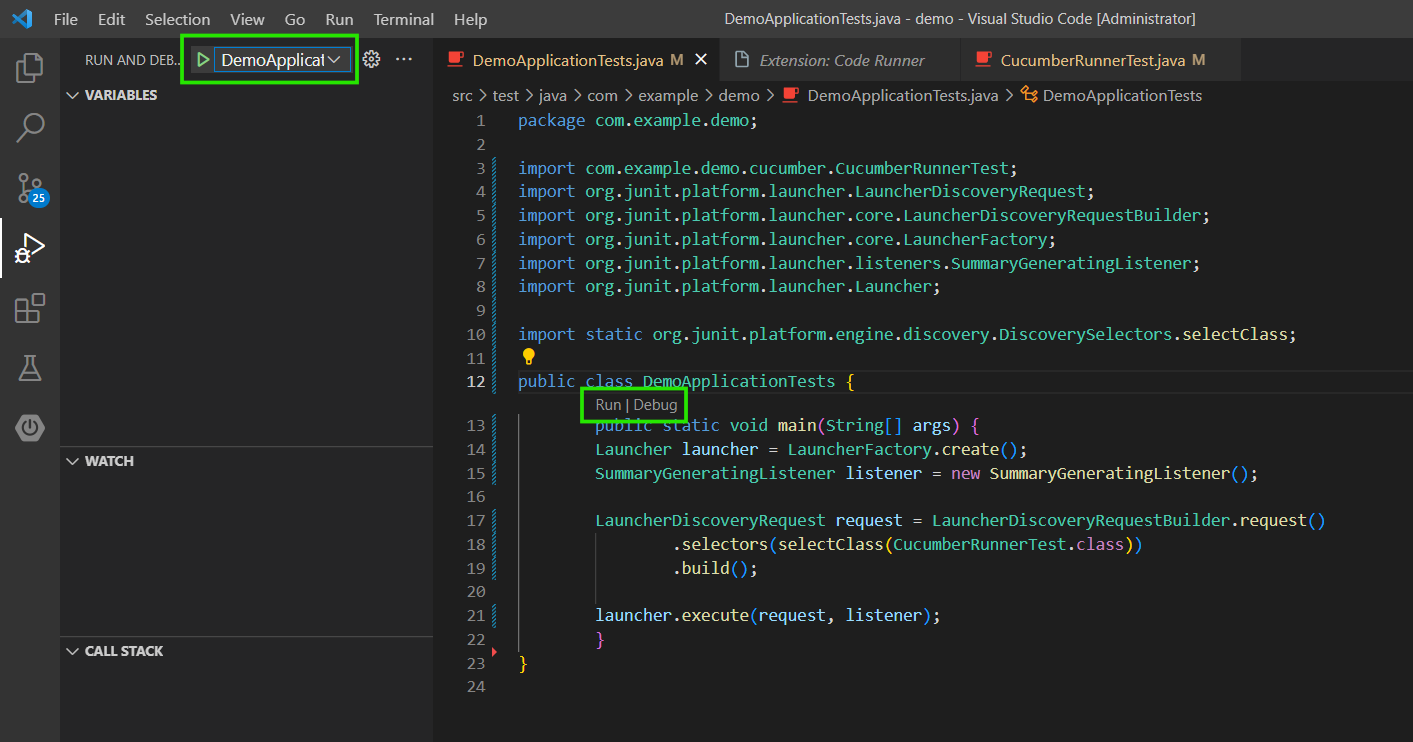 File Edit Selection View Go Run Terminal Help
DemoApplicationTests.java - demo - Visual Studio Code [Administrator]
RUN AND DEB...
DemoApplicat
DemoApplicationTests.java M
Extension: Code Runner
CucumberRunnerTest.java M
src > test > java > com > example > demo > DemoApplicationTests.java > DemoApplicationTests
VARIABLES
25
WATCH
CALL STACK
1 package com.example.demo;
2
3 import com.example.demo.cucumber.CucumberRunnerTest;
4 import org.junit.platform.launcher.LauncherDiscoveryRequest;
5 import org.junit.platform.launcher.core.LauncherDiscoveryRequestBuilder;
6 import org.junit.platform.launcher.core.LauncherFactory;
7 import org.junit.platform.launcher.listeners.SummaryGeneratingListener;
8 import org.junit.platform.launcher.Launcher;
9
10 import static org.junit.platform.engine.discovery.DiscoverySelectors.selectClass;
11
12 public class DemoApplicationTests {
Run | Debug
13 public static void main(String[] args) {
14 Launcher launcher = LauncherFactory.create();
15 SummaryGeneratingListener listener = new SummaryGeneratingListener();
16
17 LauncherDiscoveryRequest request = LauncherDiscoveryRequestBuilder.request()
18 .selectors(selectClass(CucumberRunnerTest.class))
19 .build();
20
21 launcher.execute(request, listener);
22 }
23 }
24